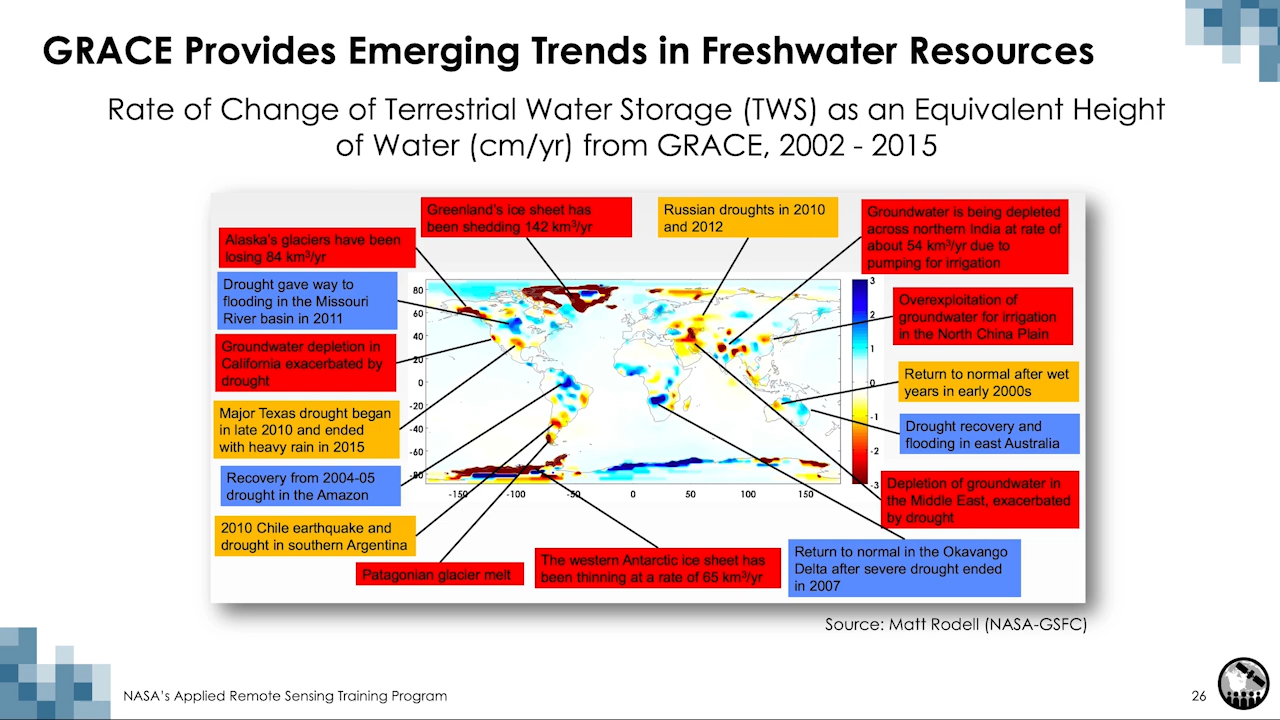 GRACE Provides Emerging Trends in Freshwater Resources
Rate of Change of Terrestrial Water Storage (TWS) as an Equivalent Height
of Water (cm/yr) from GRACE, 2002 - 2015
Greenland's ice sheet has
been shedding 142 km³/yr
Russian droughts in 2010
and 2012
Groundwater is being depleted
across northern India at rate of
about 54 km³/yr due to
pumping for irrigation
Alaska's glaciers have been
losing 84 km³/yr
Drought gave way to
flooding in the Missouri
River basin in 2011
Groundwater depletion in
California exacerbated by
drought
Major Texas drought began
in late 2010 and ended
with heavy rain in 2015
Recovery from 2004-05
drought in the Amazon
2010 Chile earthquake and
drought in southern Argentina
Patagonian glacier melt
The western Antarctic ice sheet has
been thinning at a rate of 65 km³/yr
Return to normal in the Okavango
Delta after severe drought ended
in 2007
Depletion of groundwater in
the Middle East, exacerbated
by drought
Drought recovery and
flooding in east Australia
Return to normal after wet
years in early 2000s
Overexploitation of
groundwater for irrigation
in the North China Plain
80
60
40
20
0
-20
-40
-60
-80
-150 -100 -50 0 50 100 150
3
2
1
0
-1
-2
-3
Source: Matt Rodell (NASA-GSFC)
NASA's Applied Remote Sensing Training Program
26